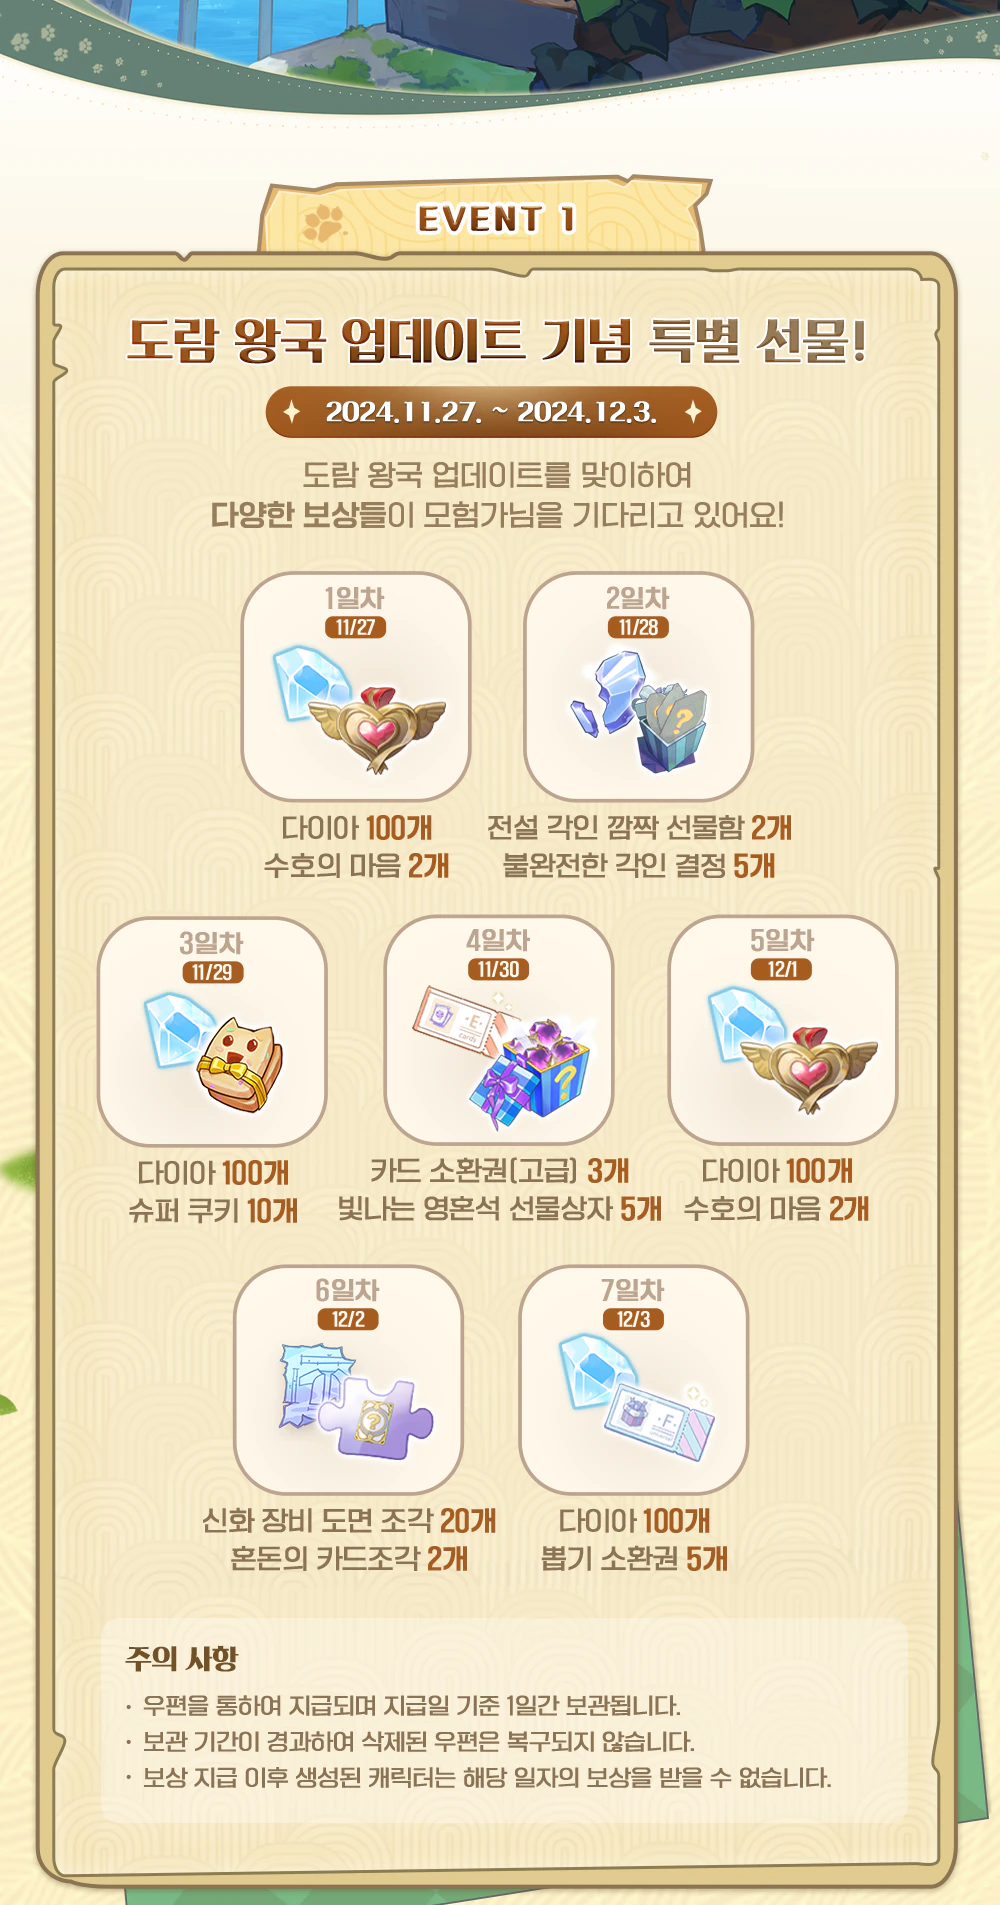 EVENT 1
도람 왕국 업데이트 기념 특별 선물!
2024.11.27. ~ 2024.12.3.
도람 왕국 업데이트를 맞이하여
다양한 보상들이 모험가님을 기다리고 있어요!
1일차
11/27
다이아 100개
수호의 마음 2개
2일차
11/28
?
전설 각인 깜짝 선물함 2개
불완전한 각인 결정 5개
3일차
11/29
다이아 100개
슈퍼 쿠키 10개
4일차
11/30
·E·
cards
?
카드 소환권(고급) 3개
빛나는 영혼석 선물상자 5개
5일차
12/1
다이아 100개
수호의 마음 2개
6일차
12/2
?
신화 장비 도면 조각 20개
혼돈의 카드조각 2개
7일차
12/3
·F·
다이아 100개
뽑기 소환권 5개
주의 사항
· 우편을 통하여 지급되며 지급일 기준 1일간 보관됩니다.
· 보관 기간이 경과하여 삭제된 우편은 복구되지 않습니다.
· 보상 지급 이후 생성된 캐릭터는 해당 일자의 보상을 받을 수 없습니다.